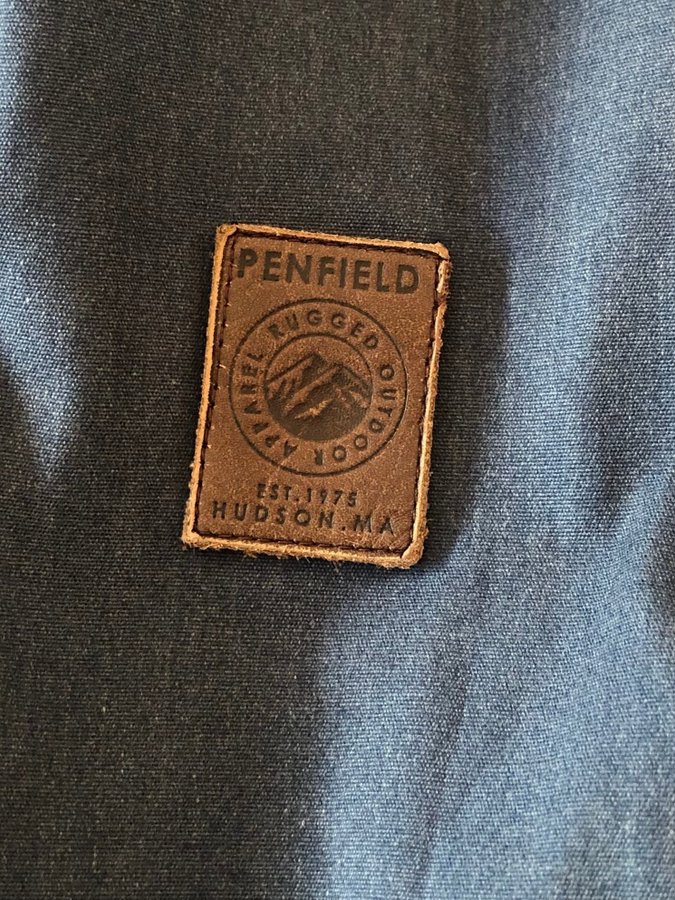 PENFIELD
RUGGED OUTDOOR APPAREL
EST.1975
HUDSON.MA